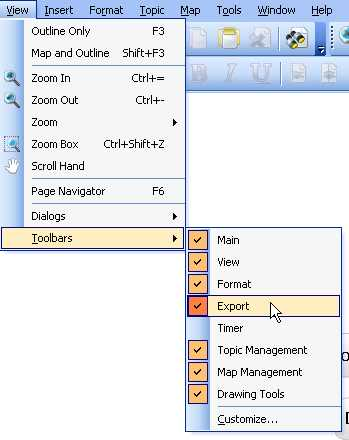 View Insert Format Topic Map Tools Window Help
Outline Only F3
Map and Outline Shift+F3
Zoom In Ctrl+=
Zoom Out Ctrl+-
Zoom
Zoom Box Ctrl+Shift+Z
Scroll Hand
Page Navigator F6
Dialogs
Toolbars
Main
View
Format
Export
Timer
Topic Management
Map Management
Drawing Tools
Customize...
B I U